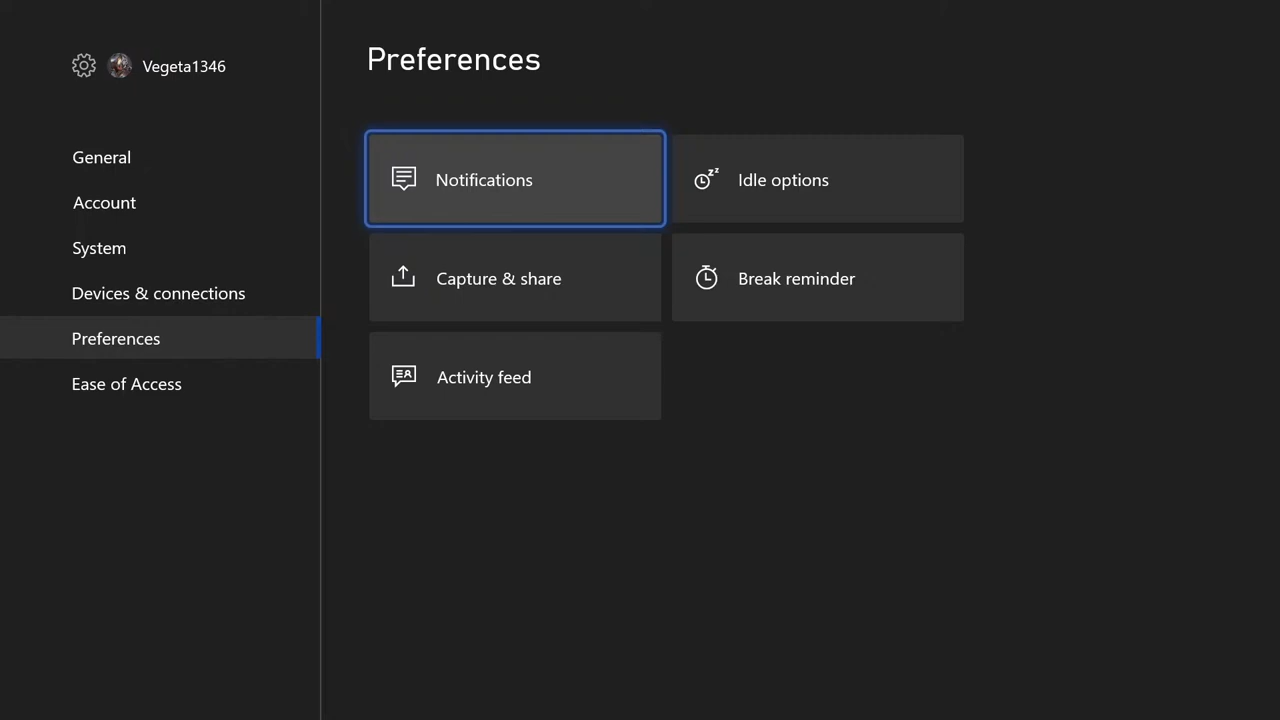 Vegeta1346
General
Account
System
Devices & connections
Preferences
Ease of Access
Preferences
Notifications
Idle options
Capture & share
Break reminder
Activity feed